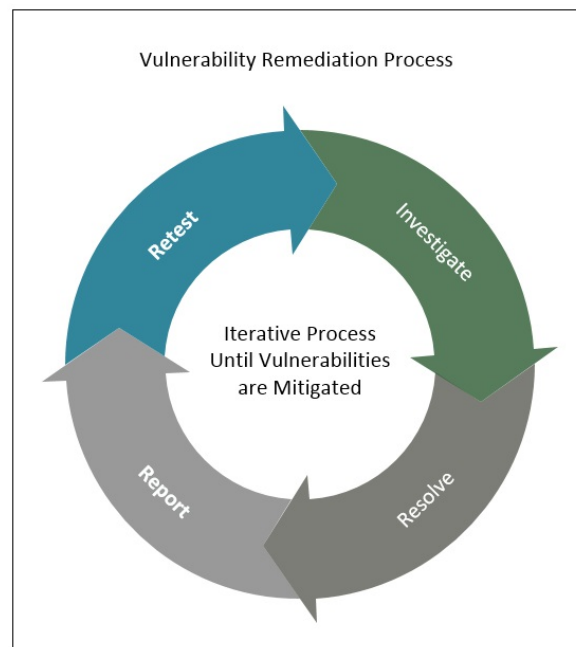 Vulnerability Remediation Process
Retest
Investigate
Iterative Process
Until Vulnerabilities
are Mitigated
Report
Resolve